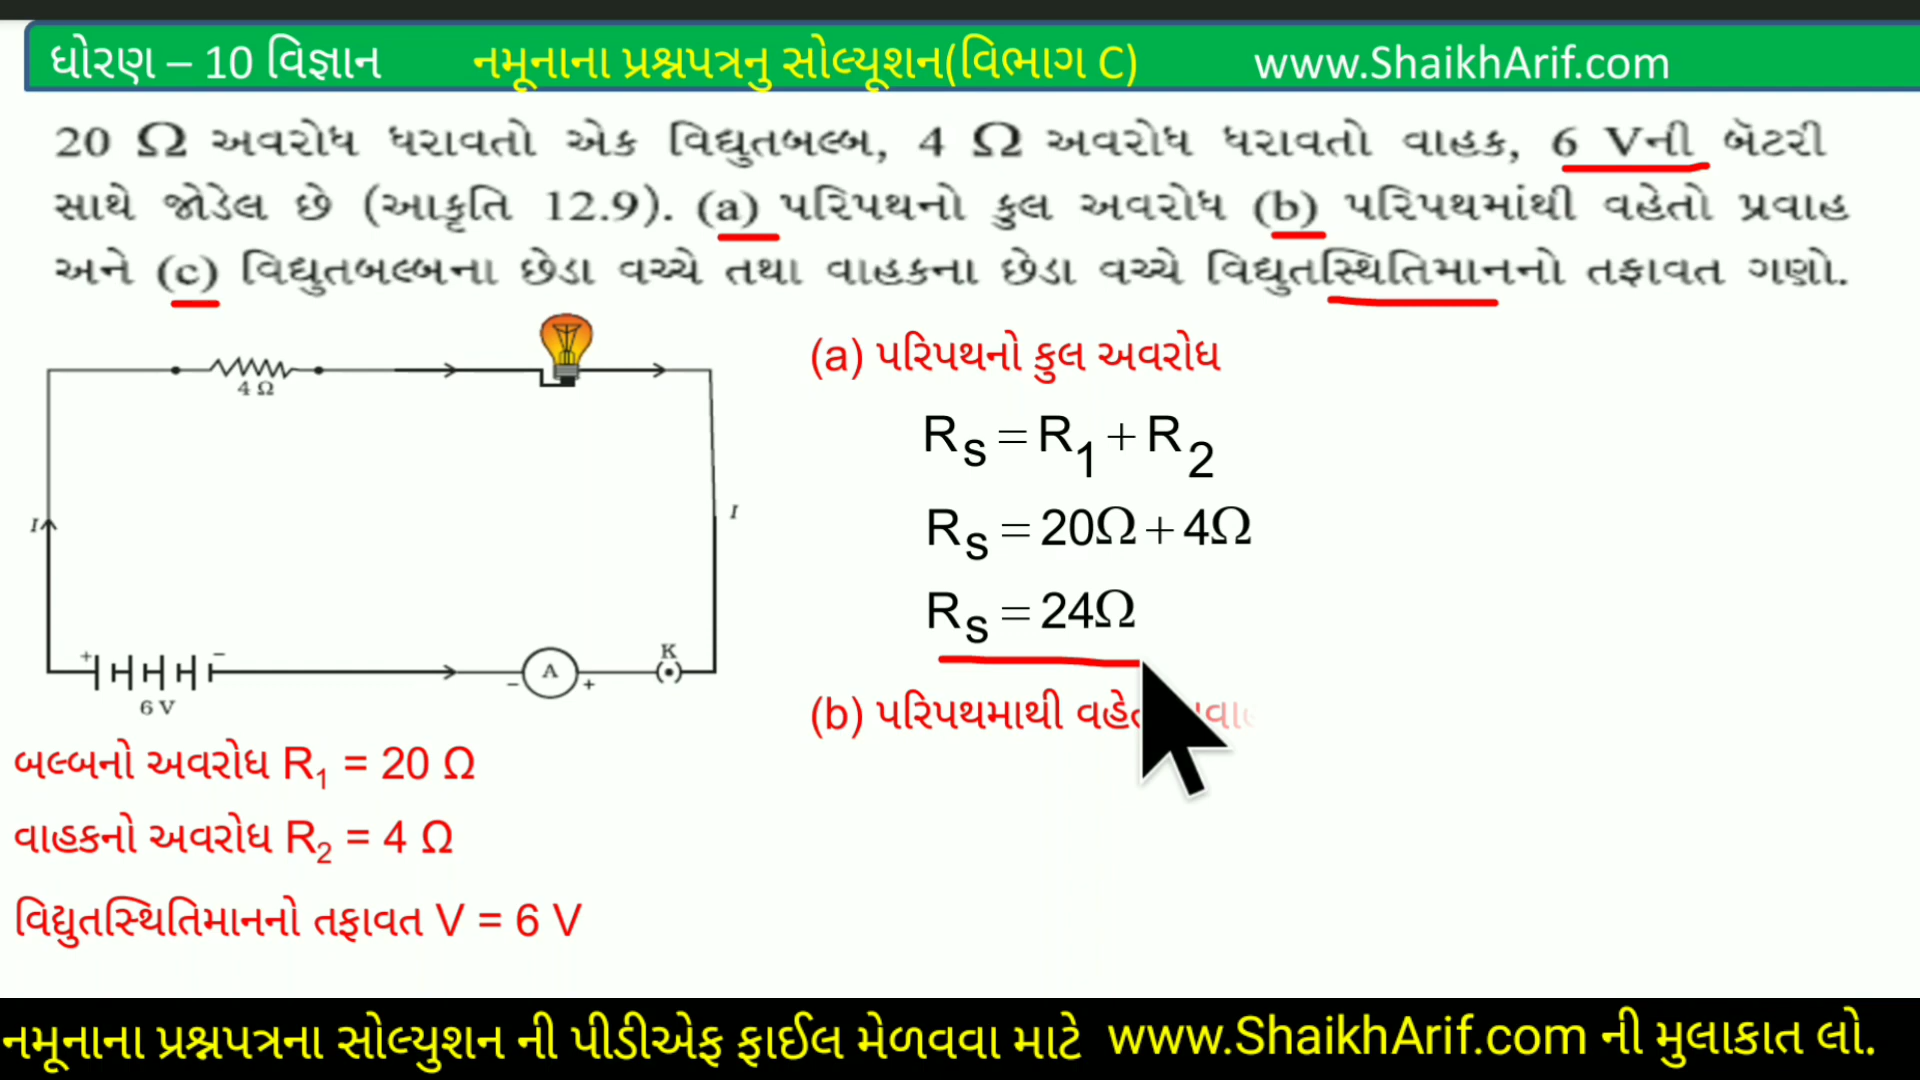 ધોરણ – 10 વિજ્ઞાન નમૂનાના પ્રશ્નપત્રનુ સોલ્યૂશન(વિભાગ C) www.ShaikhArif.com
20 Ω અવરોધ ધરાવતો એક વિદ્યુતબલ્બ, 4 Ω અવરોધ ધરાવતો વાહક, 6 Vની બૅટરી
સાથે જોડેલ છે (આકૃતિ 12.9). (a) પરિપથનો કુલ અવરોધ (b) પરિપથમાંથી વહેતો પ્રવાહ
અને (c) વિદ્યુતબલ્બના છેડા વચ્ચે તથા વાહકના છેડા વચ્ચે વિદ્યુતસ્થિતિમાનનો તફાવત ગણો.
4 Ω
I
I
+ −
6 V
− A +
K
બલ્બનો અવરોધ R₁ = 20 Ω
વાહકનો અવરોધ R₂ = 4 Ω
વિદ્યુતસ્થિતિમાનનો તફાવત V = 6 V
(a) પરિપથનો કુલ અવરોધ
R_S = R₁ + R₂
R_S = 20Ω + 4Ω
R_S = 24Ω
(b) પરિપથમાથી
નમૂનાના પ્રશ્નપત્રના સોલ્યુશન ની પીડીએફ ફાઈલ મેળવવા માટે www.ShaikhArif.com ની મુલાકાત લો.